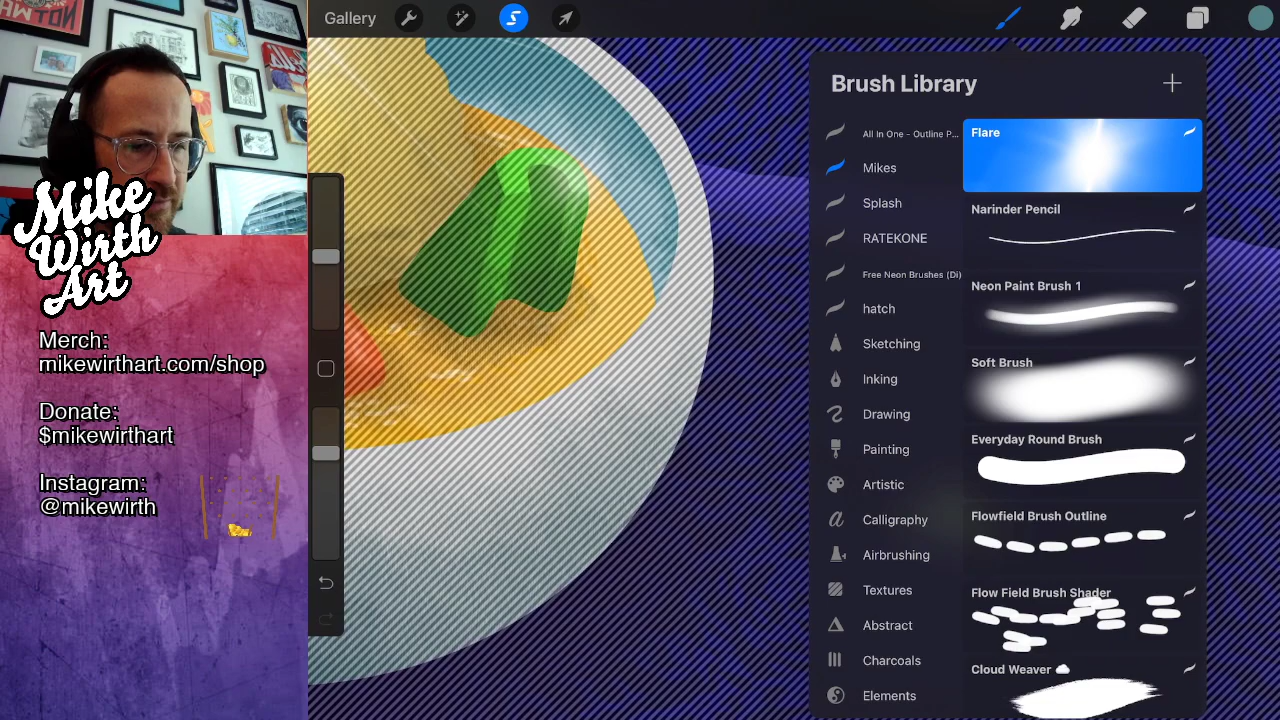 NOT MA
Mike
Wirth
Art
Merch:
mikewirthart.com/shop
Donate:
$mikewirthart
Instagram:
@mikewirth
Gallery
Brush Library
All In One - Outline P...
Mikes
Splash
RATEKONE
Free Neon Brushes (Di)
hatch
Sketching
Inking
Drawing
Painting
Artistic
Calligraphy
Airbrushing
Textures
Abstract
Charcoals
Elements
Flare
Narinder Pencil
Neon Paint Brush 1
Soft Brush
Everyday Round Brush
Flowfield Brush Outline
Flow Field Brush Shader
Cloud Weaver